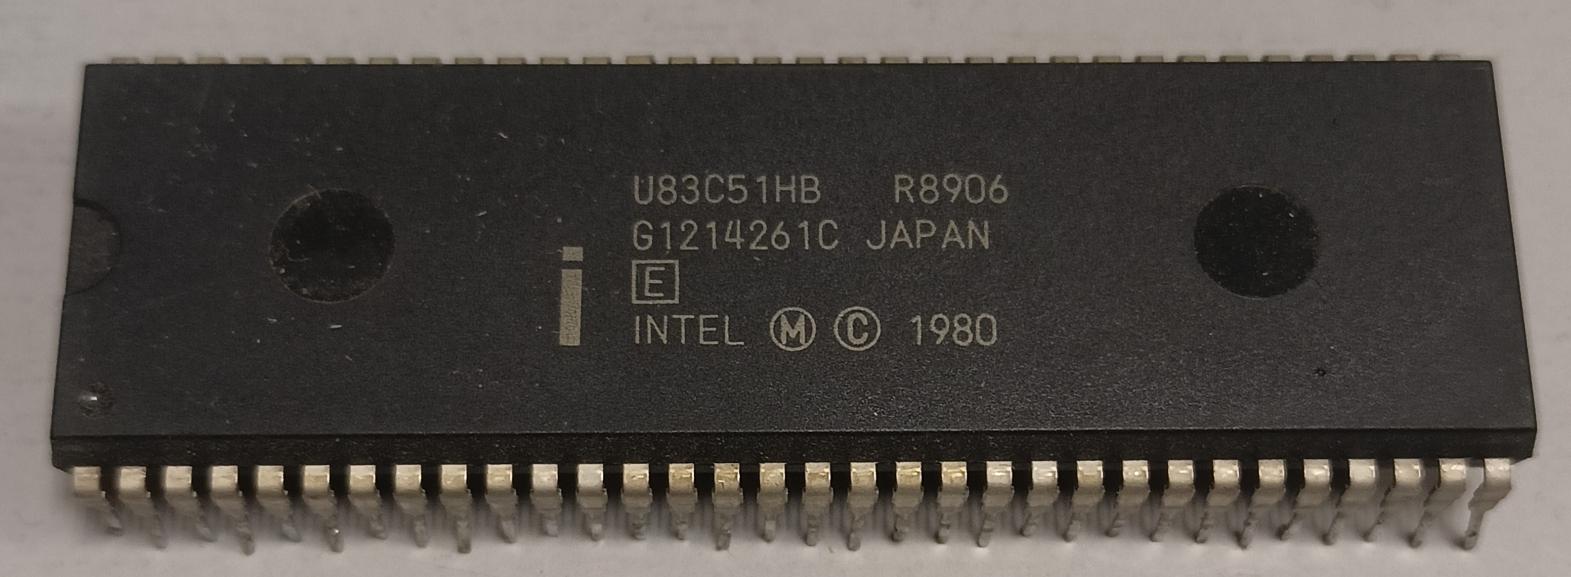 U83C51HB R8906
G1214261C JAPAN
E
INTEL Ⓜ © 1980